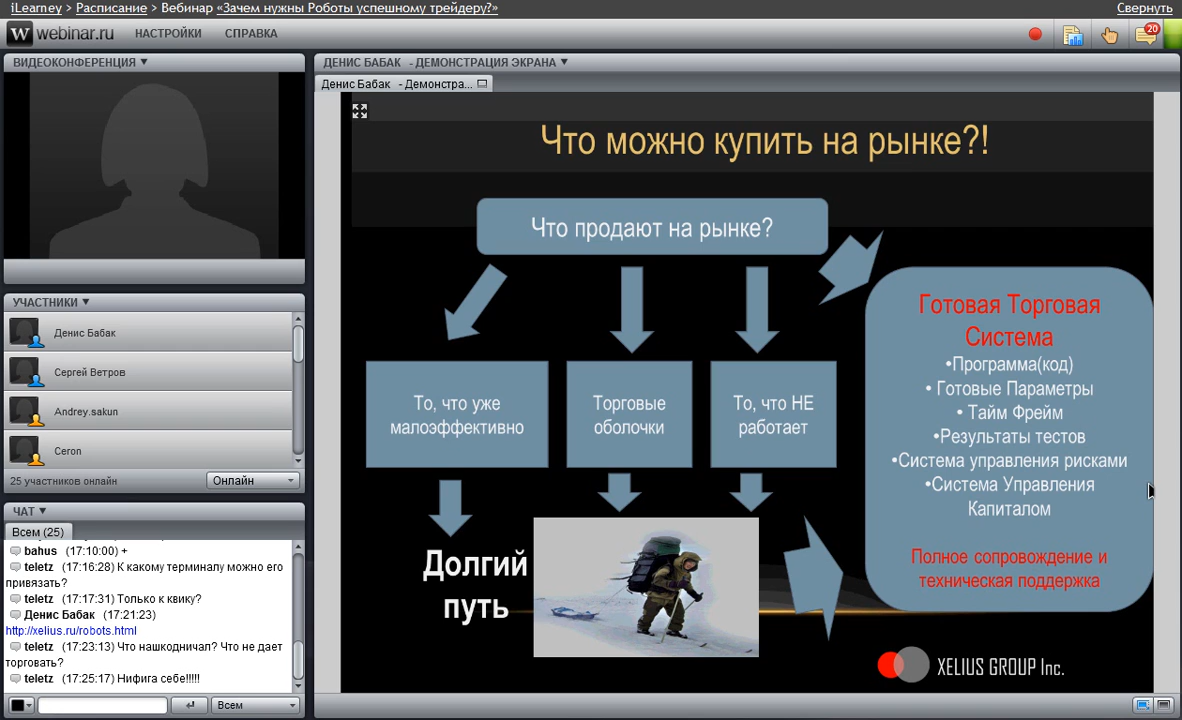 iLearney > Расписание > Вебинар «Зачем нужны Роботы успешному трейдеру?»
Свернуть
W webinar.ru НАСТРОЙКИ СПРАВКА
20
ВИДЕОКОНФЕРЕНЦИЯ
УЧАСТНИКИ
Денис Бабак
Сергей Ветров
Andrey.sakun
Ceron
25 участников онлайн
Онлайн
ЧАТ
Всем (25)
bahus (17:10:00) +
teletz (17:16:28) К какому терминалу можно его
привязать?
teletz (17:17:31) Только к квику?
Денис Бабак (17:21:23)
http://xelius.ru/robots.html
teletz (17:23:13) Что нашкодничал? Что не дает
торговать?
teletz (17:25:17) Нифига себе!!!!!
Всем
ДЕНИС БАБАК - ДЕМОНСТРАЦИЯ ЭКРАНА
Денис Бабак - Демонстра...
Что можно купить на рынке?!
Что продают на рынке?
То, что уже
малоэффективно
Торговые
оболочки
То, что НЕ
работает
Долгий
путь
Готовая Торговая
Система
•Программа(код)
• Готовые Параметры
• Тайм Фрейм
•Результаты тестов
•Система управления рисками
•Система Управления
Капиталом
Полное сопровождение и
техническая поддержка
XELIUS GROUP Inc.